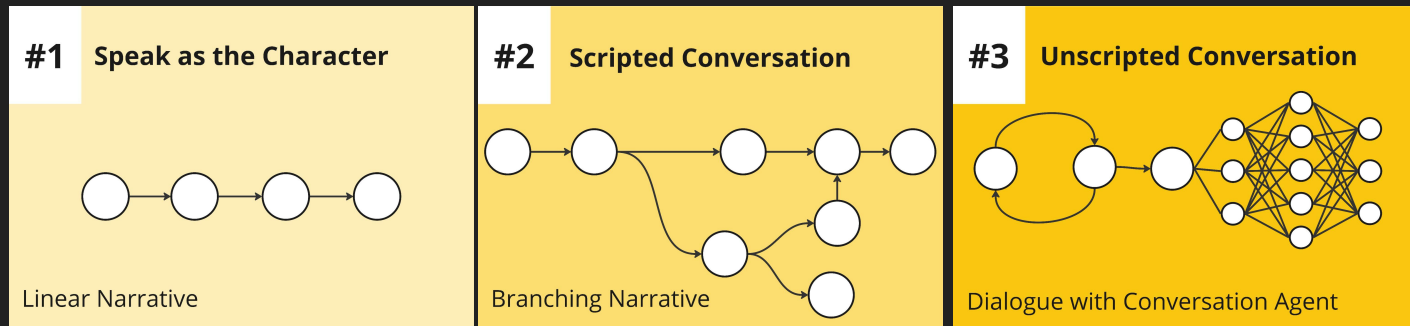 #1 Speak as the Character
Linear Narrative
#2 Scripted Conversation
Branching Narrative
#3 Unscripted Conversation
Dialogue with Conversation Agent